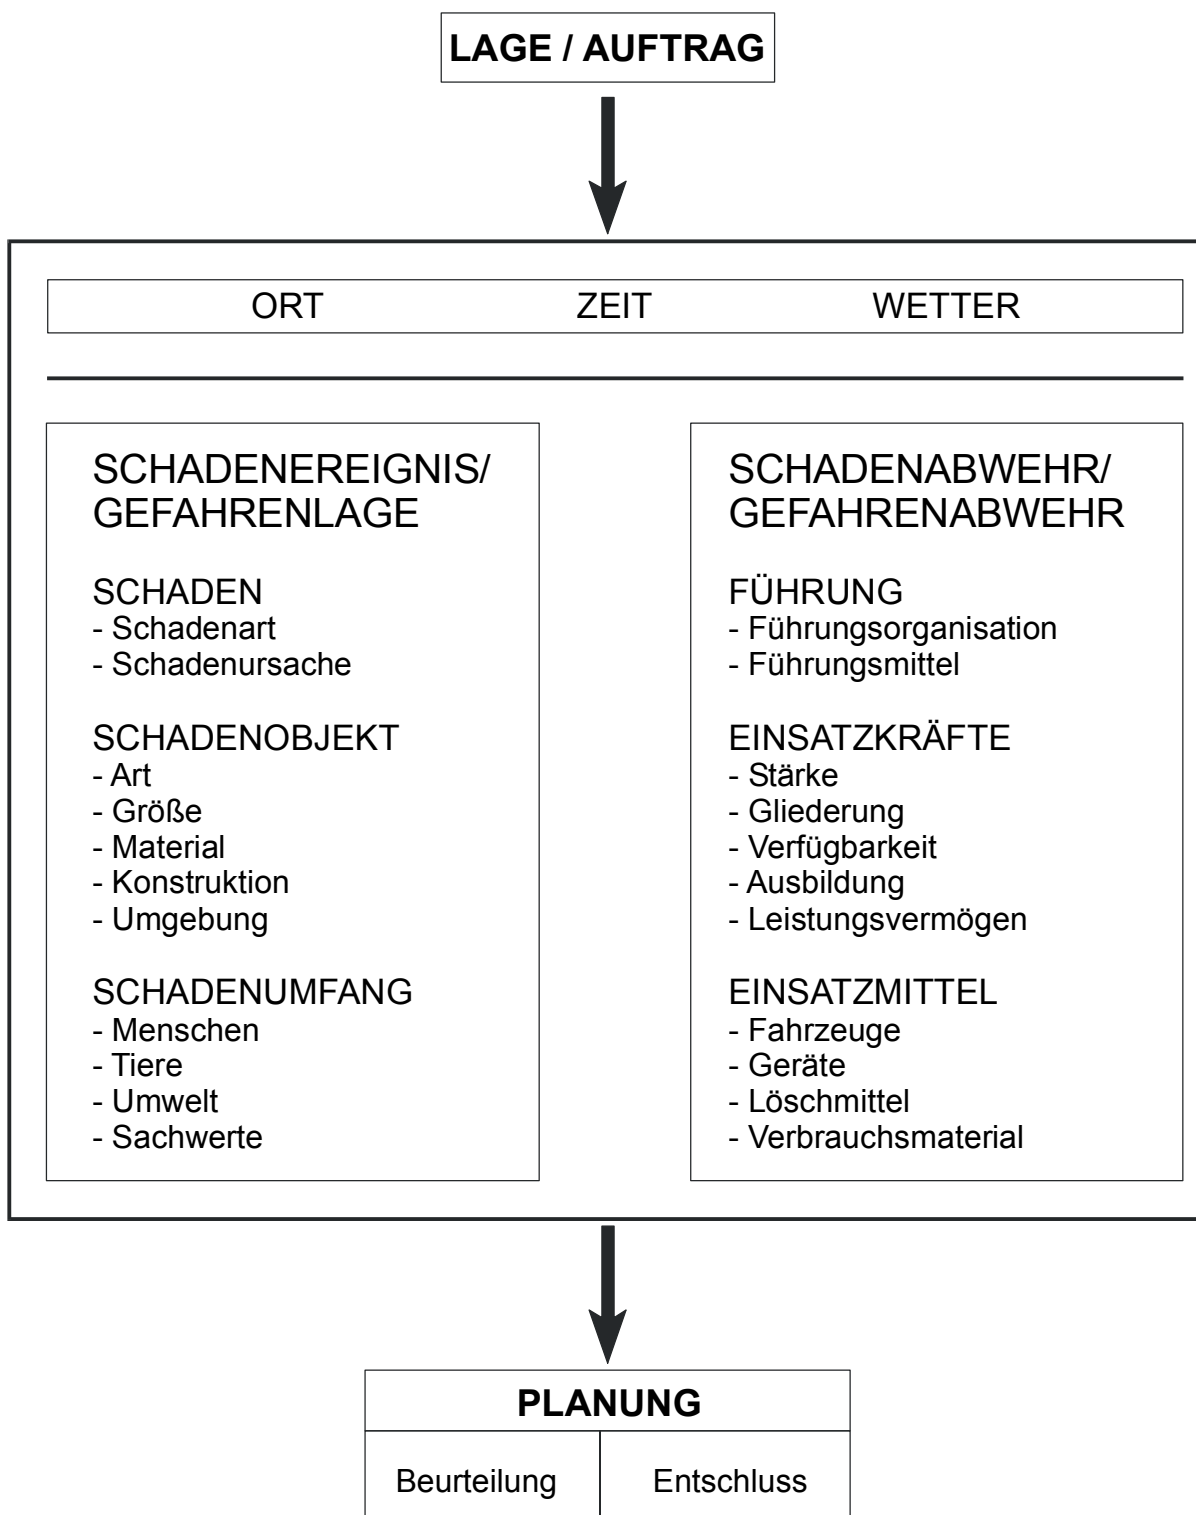 LAGE / AUFTRAG
ORT ZEIT WETTER
SCHADENEREIGNIS/
GEFAHRENLAGE
SCHADEN
- Schadenart
- Schadenursache
SCHADENOBJEKT
- Art
- Größe
- Material
- Konstruktion
- Umgebung
SCHADENUMFANG
- Menschen
- Tiere
- Umwelt
- Sachwerte
SCHADENABWEHR/
GEFAHRENABWEHR
FÜHRUNG
- Führungsorganisation
- Führungsmittel
EINSATZKRÄFTE
- Stärke
- Gliederung
- Verfügbarkeit
- Ausbildung
- Leistungsvermögen
EINSATZMITTEL
- Fahrzeuge
- Geräte
- Löschmittel
- Verbrauchsmaterial
PLANUNG
Beurteilung Entschluss